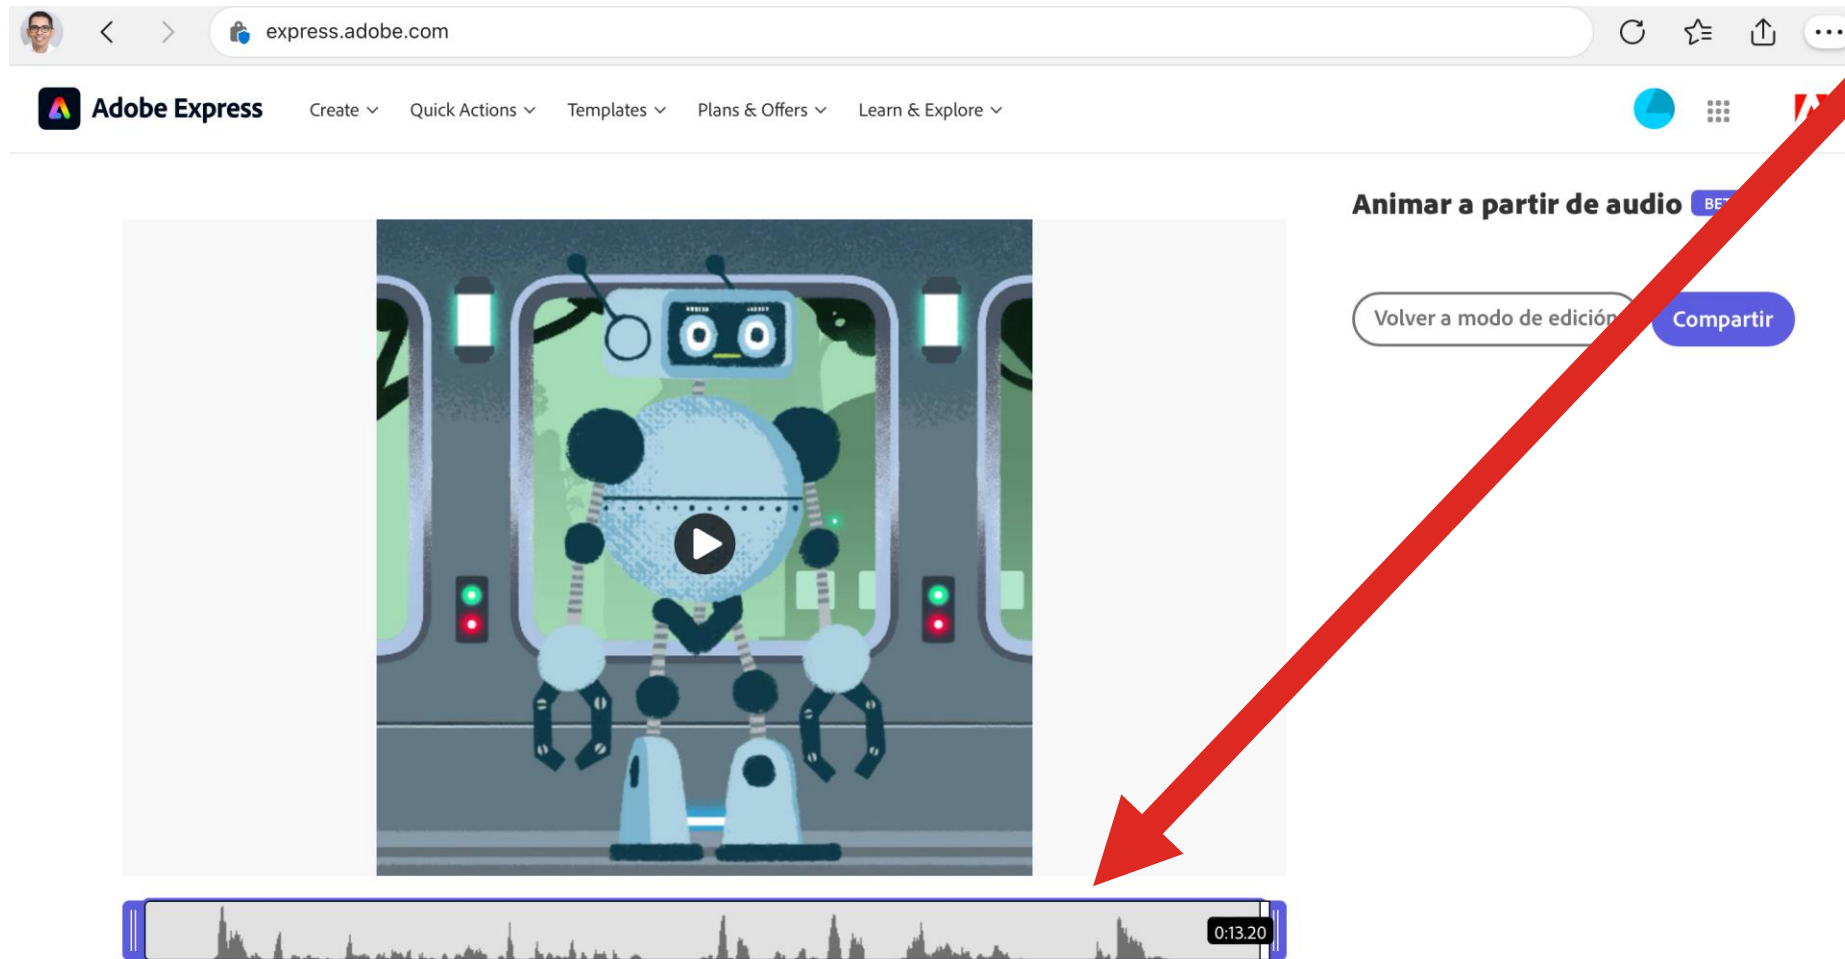 express.adobe.com
Adobe Express Create Quick Actions Templates Plans & Offers Learn & Explore
Animar a partir de audio
Volver a modo de edición Compartir
0:13.20